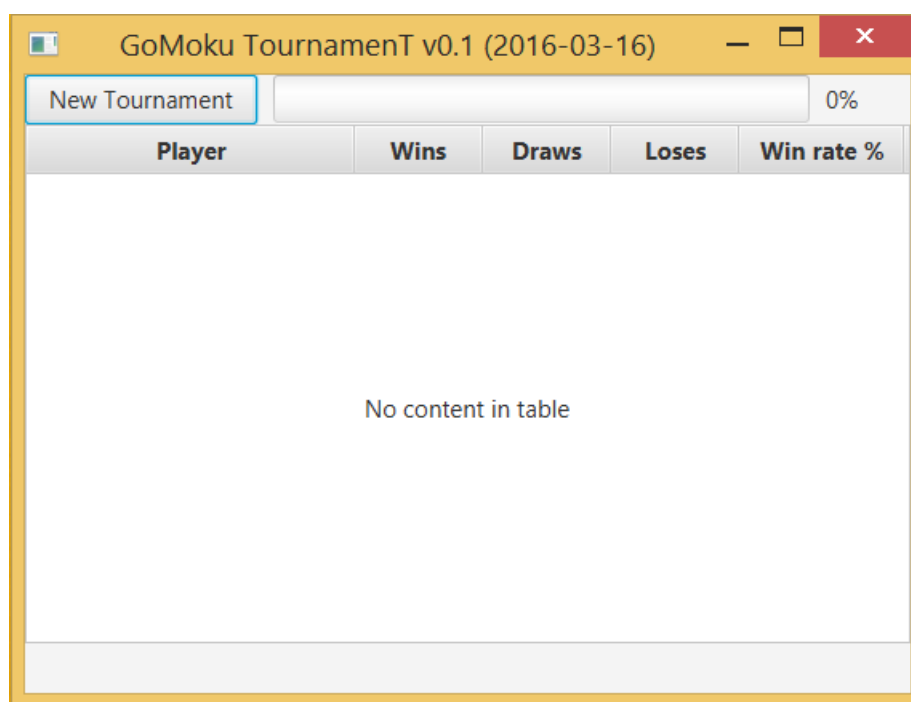 GoMoku TournamenT v0.1 (2016-03-16)
New Tournament 0%
Player Wins Draws Loses Win rate %
No content in table